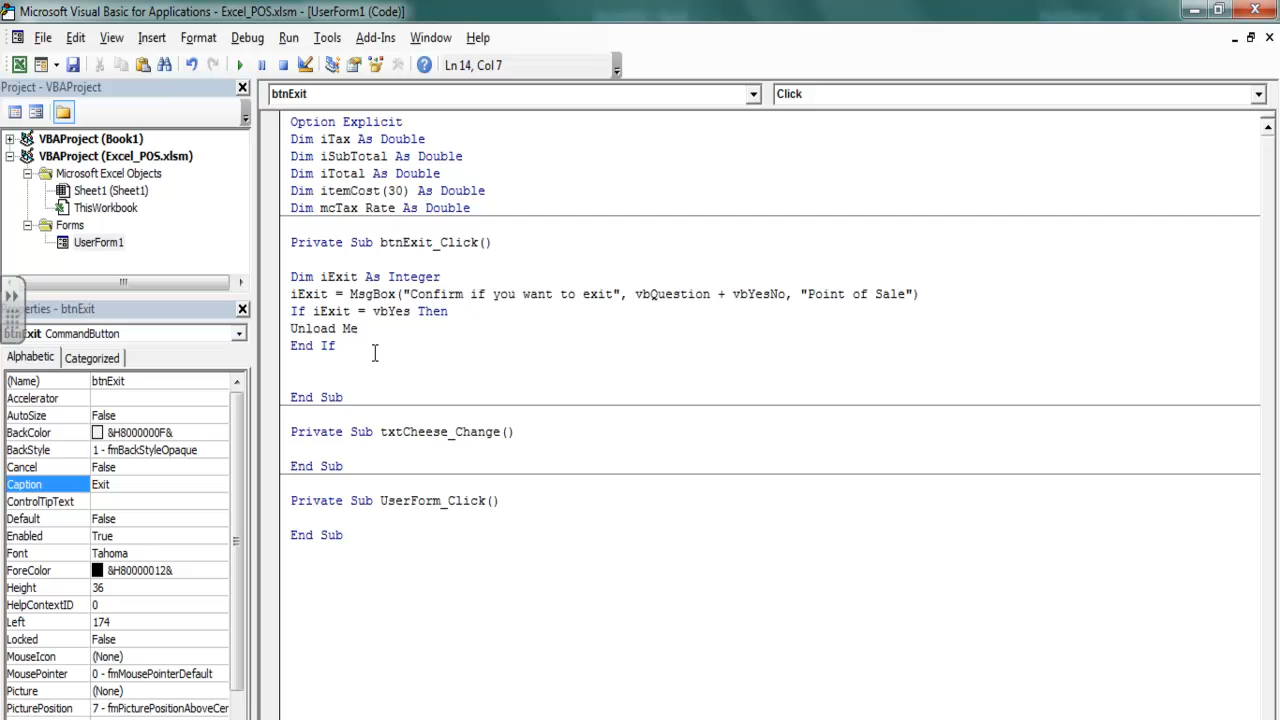 Microsoft Visual Basic for Applications - Excel_POS.xlsm - [UserForm1 (Code)]
File Edit View Insert Format Debug Run Tools Add-Ins Window Help
Ln 14, Col 7
Project - VBAProject
btnExit
Click
VBAProject (Book1)
VBAProject (Excel_POS.xlsm)
Microsoft Excel Objects
Sheet1 (Sheet1)
ThisWorkbook
Forms
UserForm1
Option Explicit
Dim iTax As Double
Dim iSubTotal As Double
Dim iTotal As Double
Dim itemCost(30) As Double
Dim mcTax Rate As Double
Private Sub btnExit_Click()
Dim iExit As Integer
iExit = MsgBox("Confirm if you want to exit", vbQuestion + vbYesNo, "Point of Sale")
If iExit = vbYes Then
Unload Me
End If
End Sub
Private Sub txtCheese_Change()
End Sub
Private Sub UserForm_Click()
End Sub
erties - btnExit
btnExit CommandButton
Alphabetic Categorized
(Name) btnExit
Accelerator
AutoSize False
BackColor &H8000000F&
BackStyle 1 - fmBackStyleOpaque
Cancel False
Caption Exit
ControlTipText
Default False
Enabled True
Font Tahoma
ForeColor &H80000012&
Height 36
HelpContextID 0
Left 174
Locked False
MouseIcon (None)
MousePointer 0 - fmMousePointerDefault
Picture (None)
PicturePosition 7 - fmPicturePositionAboveCer